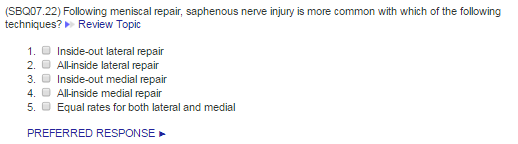 (SBQ07.22) Following meniscal repair, saphenous nerve injury is more common with which of the following
techniques? Review Topic
1. Inside-out lateral repair
2. All-inside lateral repair
3. Inside-out medial repair
4. All-inside medial repair
5. Equal rates for both lateral and medial
PREFERRED RESPONSE ►